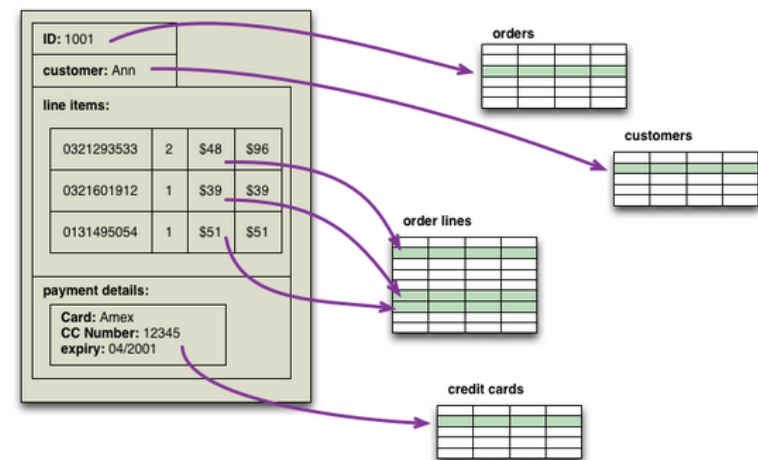 ID: 1001
customer: Ann
line items:
0321293533 2 $48 $96
0321601912 1 $39 $39
0131495054 1 $51 $51
payment details:
Card: Amex
CC Number: 12345
expiry: 04/2001
orders
customers
order lines
credit cards